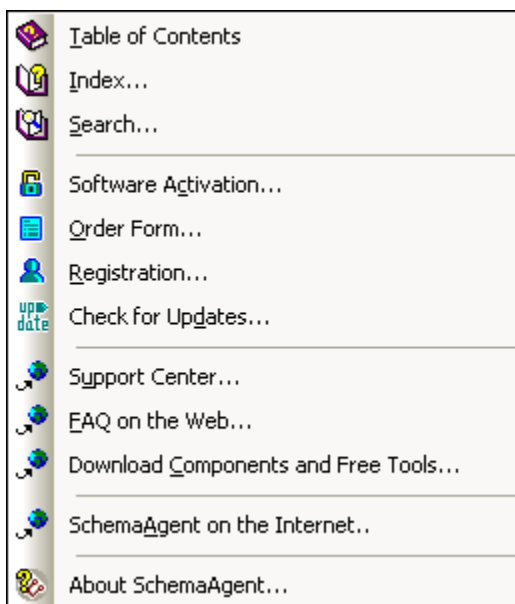 Table of Contents
Index...
Search...
Software Activation...
Order Form...
Registration...
update
Check for Updates...
Support Center...
FAQ on the Web...
Download Components and Free Tools...
SchemaAgent on the Internet..
About SchemaAgent...